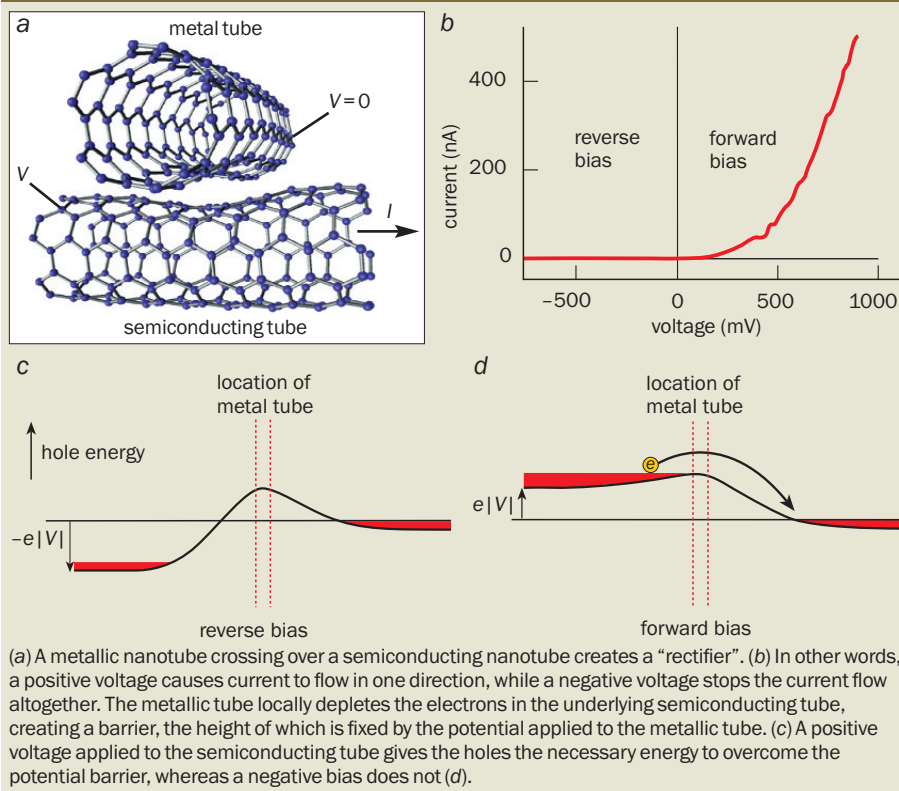 a
metal tube
V=0
V
I
semiconducting tube
b
current (nA)
400
200
0
reverse
bias
forward
bias
−500
0
500
1000
voltage (mV)
c
location of
metal tube
hole energy
−e|V|
reverse bias
d
location of
metal tube
e
e|V|
forward bias
(a) A metallic nanotube crossing over a semiconducting nanotube creates a “rectifier”. (b) In other words,
a positive voltage causes current to flow in one direction, while a negative voltage stops the current flow
altogether. The metallic tube locally depletes the electrons in the underlying semiconducting tube,
creating a barrier, the height of which is fixed by the potential applied to the metallic tube. (c) A positive
voltage applied to the semiconducting tube gives the holes the necessary energy to overcome the
potential barrier, whereas a negative bias does not (d).